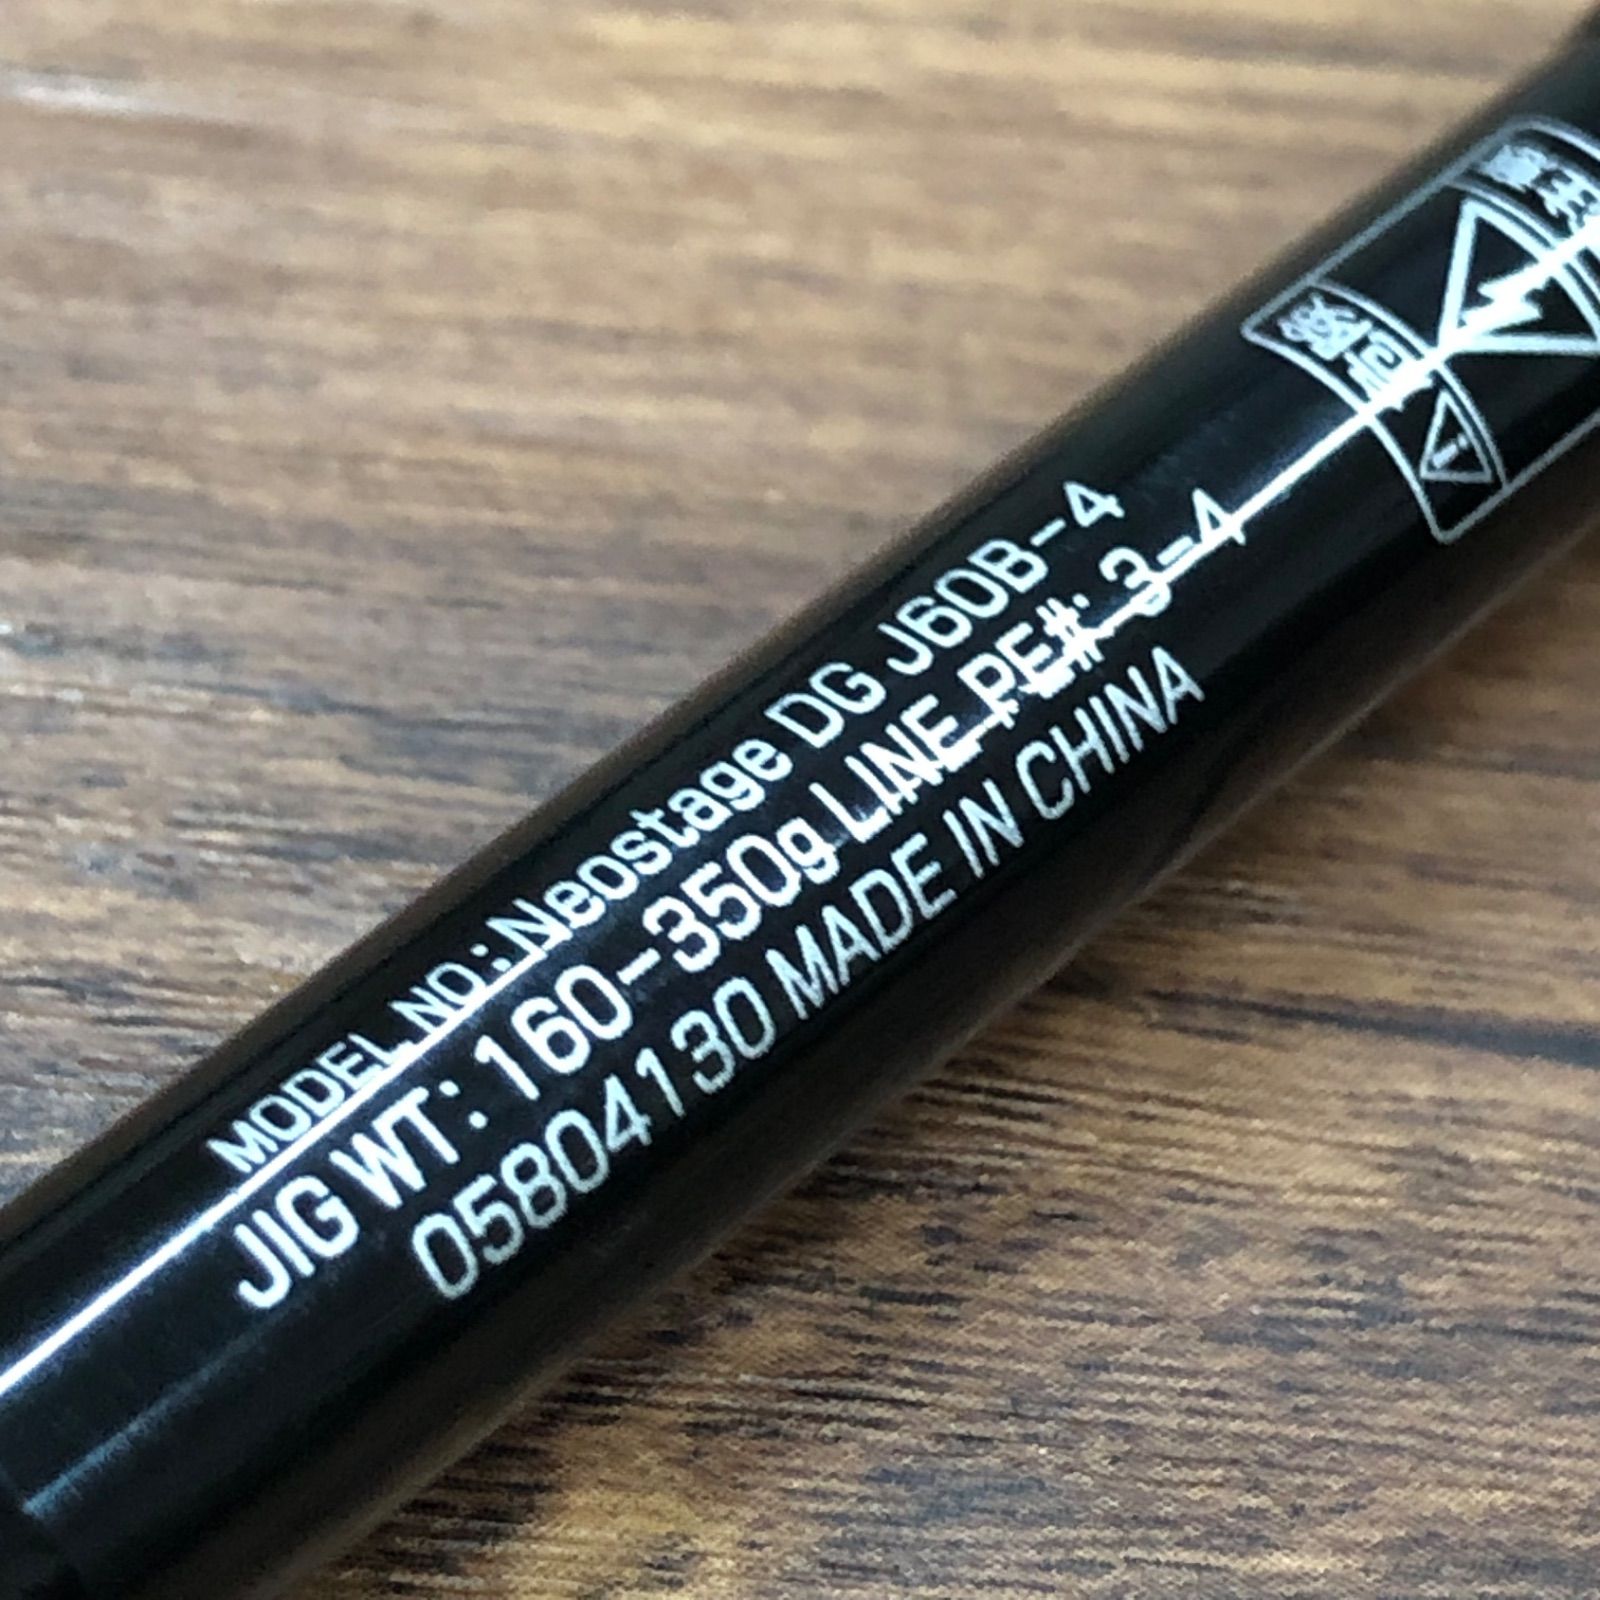 MODEL NO.:Neostage DG J60B-4
JIG WT: 160-350g LINE PE#: 3-4
05804130 MADE IN CHINA